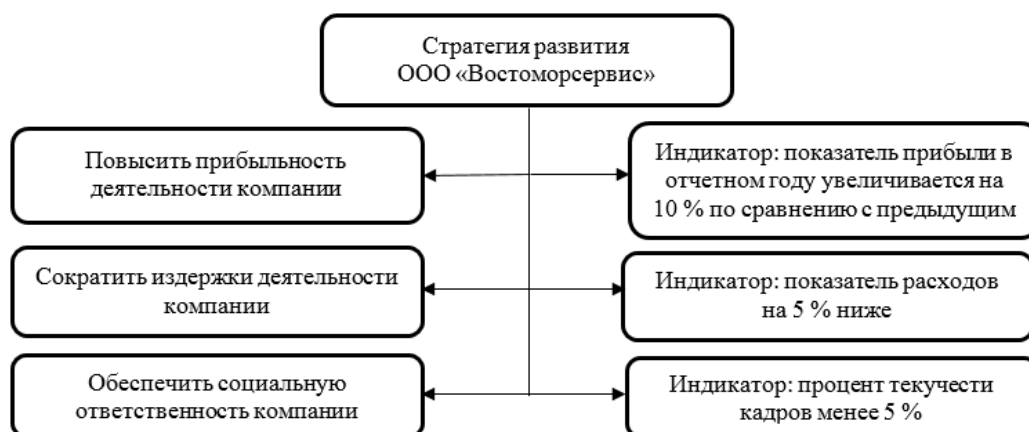 Стратегия развития
ООО «Востоморсервис»
Повысить прибыльность
деятельности компании
Индикатор: показатель прибыли в
отчетном году увеличивается на
10 % по сравнению с предыдущим
Сократить издержки деятельности
компании
Индикатор: показатель расходов
на 5 % ниже
Обеспечить социальную
ответственность компании
Индикатор: процент текучести
кадров менее 5 %